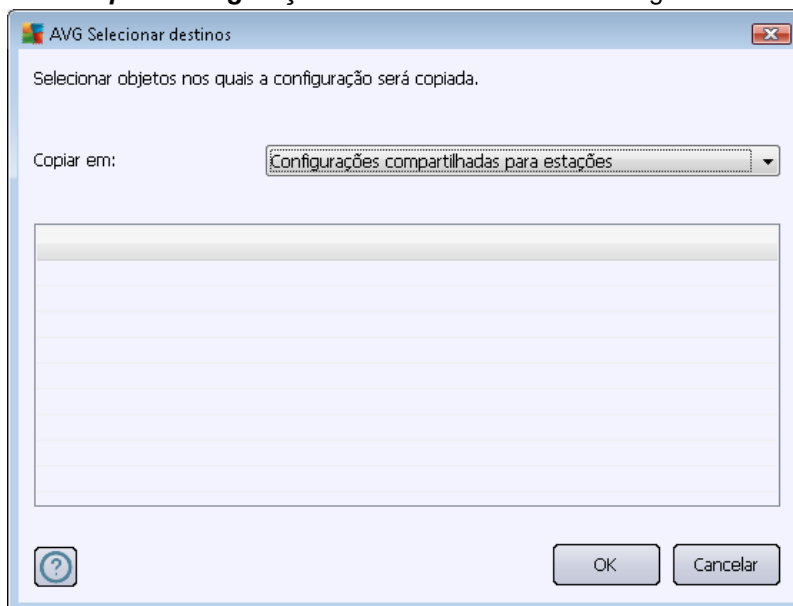 AVG Selecionar destinos
Selecionar objetos nos quais a configuração será copiada.
Copiar em: Configurações compartilhadas para estações
OK Cancelar